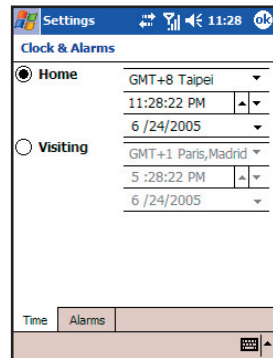 Settings 11:28 ok
Clock & Alarms
Home GMT+8 Taipei
11:28:22 PM
6 /24/2005
Visiting GMT+1 Paris,Madrid
5 :28:22 PM
6 /24/2005
Time Alarms